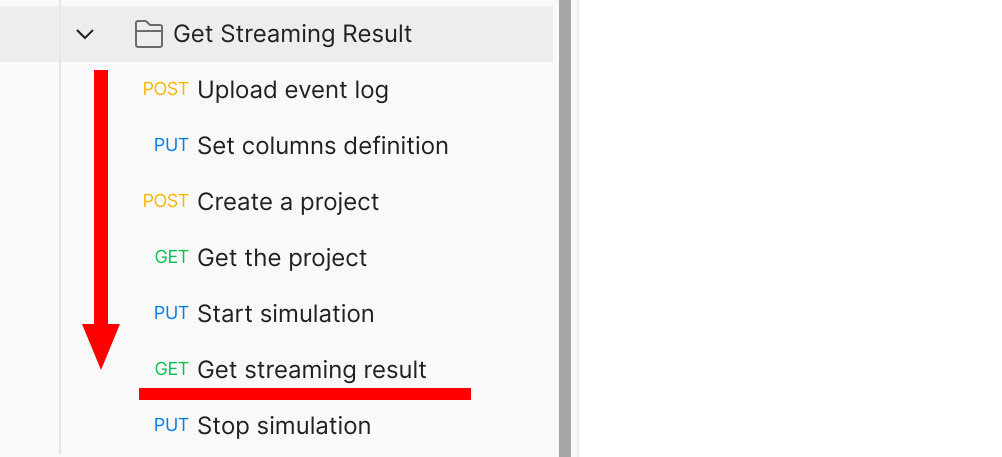 Get Streaming Result
POST Upload event log
PUT Set columns definition
POST Create a project
GET Get the project
PUT Start simulation
GET Get streaming result
PUT Stop simulation